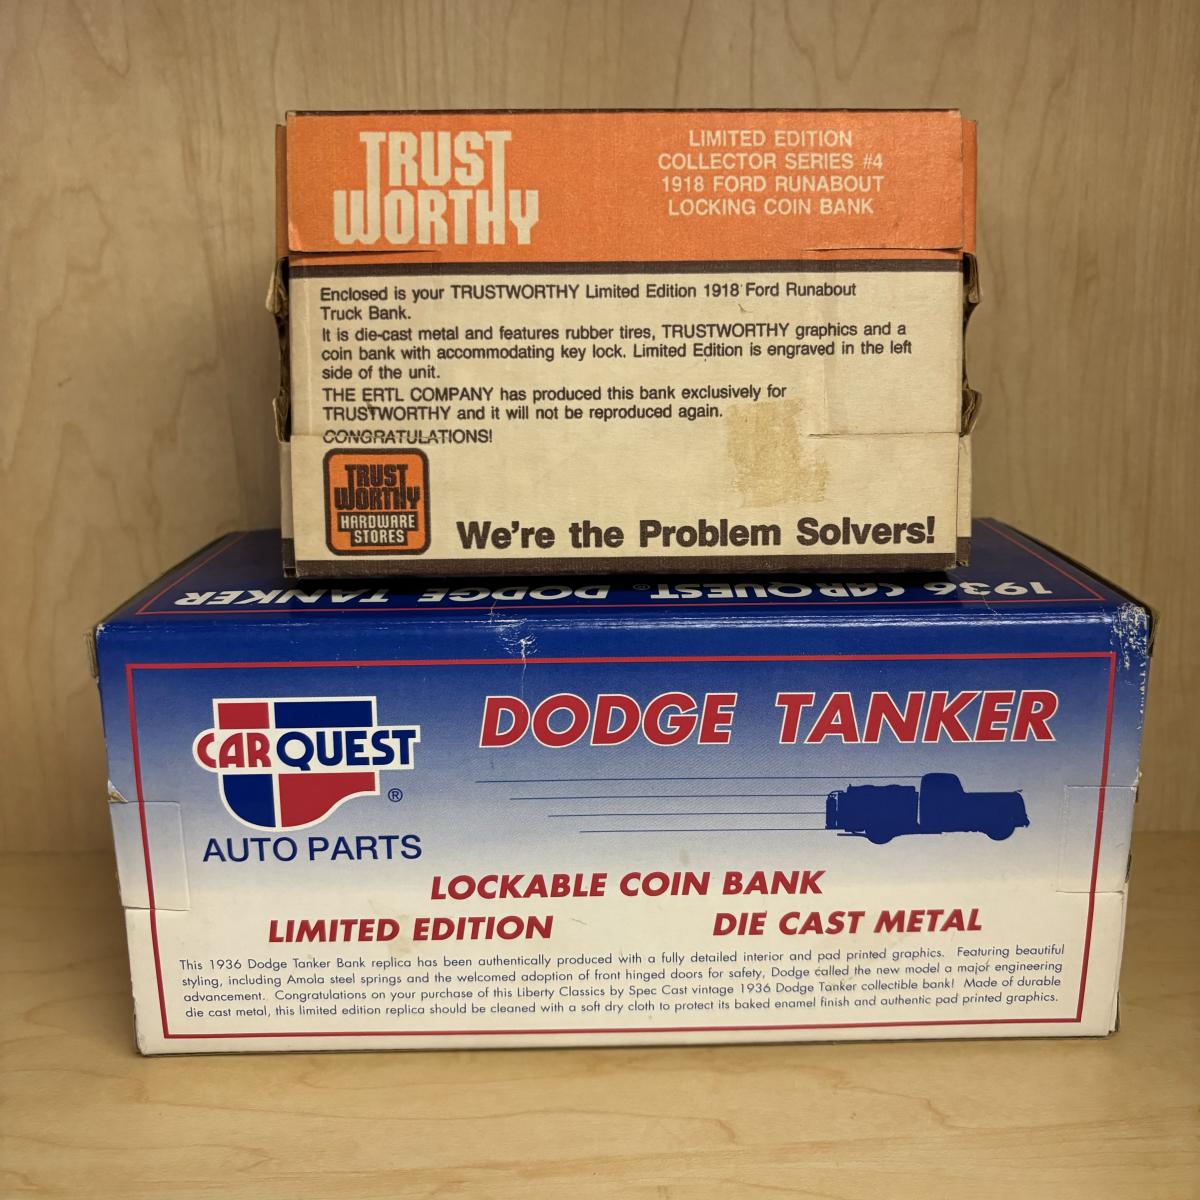 TRUST
WORTHY
LIMITED EDITION
COLLECTOR SERIES #4
1918 FORD RUNABOUT
LOCKING COIN BANK
Enclosed is your TRUSTWORTHY Limited Edition 1918 Ford Runabout
Truck Bank.
It is die-cast metal and features rubber tires, TRUSTWORTHY graphics and a
coin bank with accommodating key lock. Limited Edition is engraved in the left
side of the unit.
THE ERTL COMPANY has produced this bank exclusively for
TRUSTWORTHY and it will not be reproduced again.
CONGRATULATIONS!
TRUST
WORTHY
HARDWARE
STORES
We're the Problem Solvers!
1936 CARQUEST® DODGE TANKER
CARQUEST®
AUTO PARTS
DODGE TANKER
LOCKABLE COIN BANK
LIMITED EDITION DIE CAST METAL
This 1936 Dodge Tanker Bank replica has been authentically produced with a fully detailed interior and pad printed graphics. Featuring beautiful
styling, including Amola steel springs and the welcomed adoption of front hinged doors for safety, Dodge called the new model a major engineering
advancement. Congratulations on your purchase of this Liberty Classics by Spec Cast vintage 1936 Dodge Tanker collectible bank! Made of durable
die cast metal, this limited edition replica should be cleaned with a soft dry cloth to protect its baked enamel finish and authentic pad printed graphics.